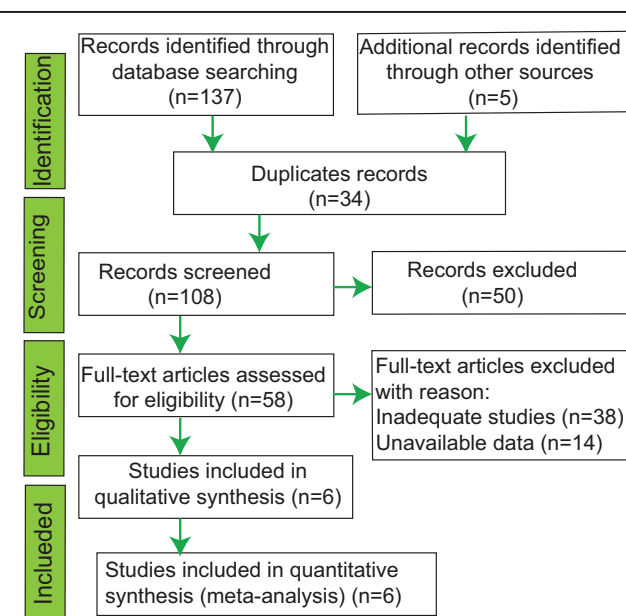 Identification
Records identified through
database searching
(n=137)
Additional records identified
through other sources
(n=5)
Duplicates records
(n=34)
Screening
Records screened
(n=108)
Records excluded
(n=50)
Eligibility
Full-text articles assessed
for eligibility (n=58)
Full-text articles excluded
with reason:
Inadequate studies (n=38)
Unavailable data (n=14)
Studies included in
qualitative synthesis (n=6)
Inclueded
Studies included in quantitative
synthesis (meta-analysis) (n=6)